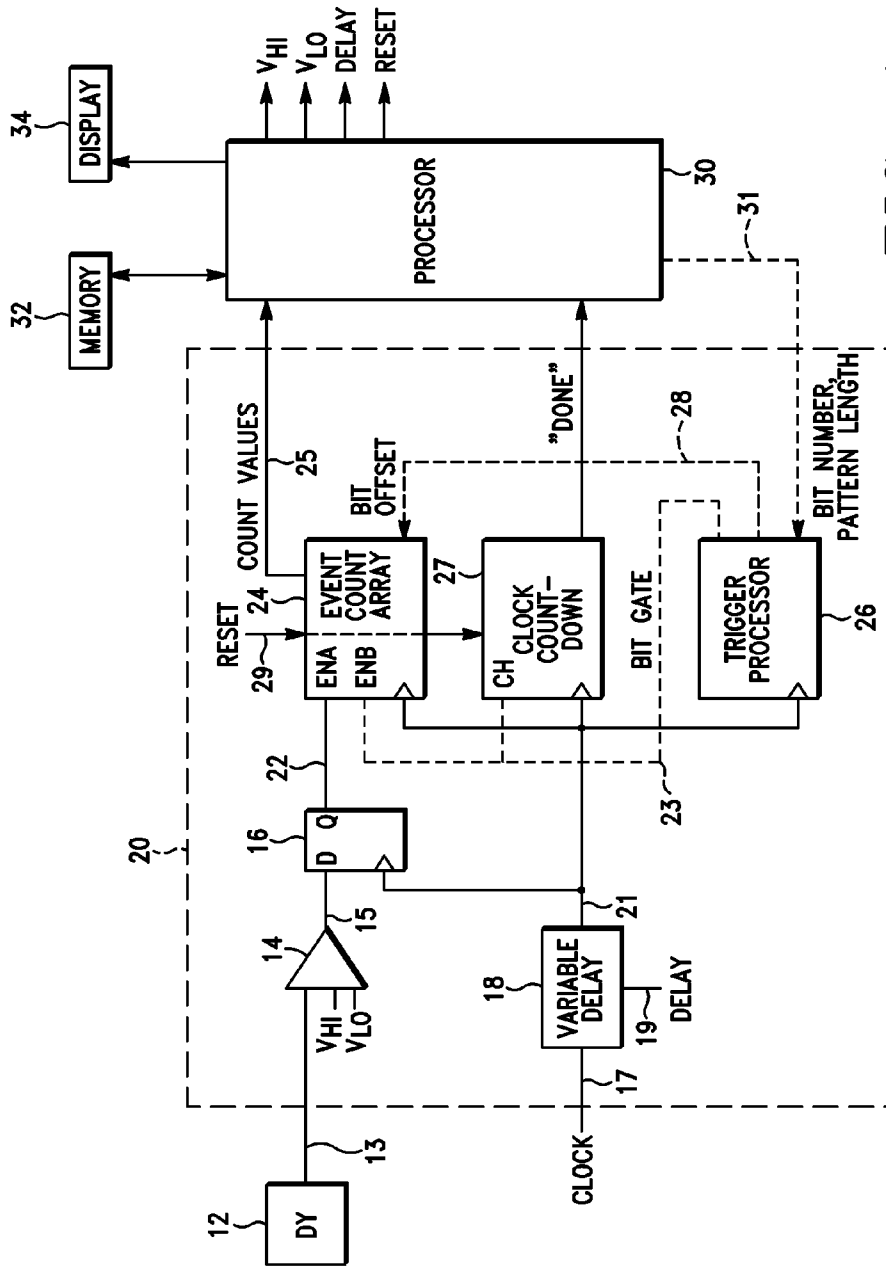 34
DISPLAY
32
MEMORY
VHI
VLO
DELAY
RESET
PROCESSOR
30
31
20
COUNT VALUES
25
"DONE"
BIT NUMBER,
PATTERN LENGTH
28
BIT
OFFSET
RESET
29
24
ENA
ENB
EVENT
COUNT
ARRAY
27
CH
CLOCK
COUNT-
DOWN
BIT GATE
TRIGGER
PROCESSOR
26
22
23
16
D Q
15
14
VHI
VLO
21
18
VARIABLE
DELAY
19
DELAY
17
CLOCK
13
12
DY